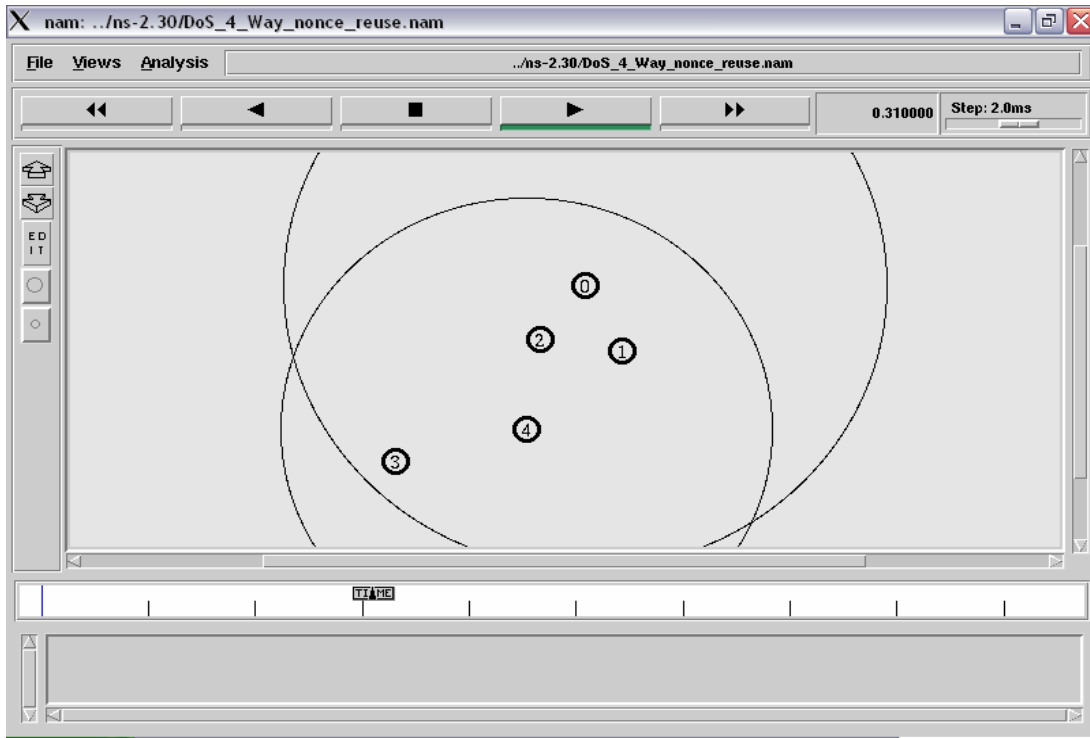 nam: ../ns-2.30/DoS_4_Way_nonce_reuse.nam
File Views Analysis ../ns-2.30/DoS_4_Way_nonce_reuse.nam
0.310000 Step: 2.0ms
E D
I T
0
2
1
4
3
TIME